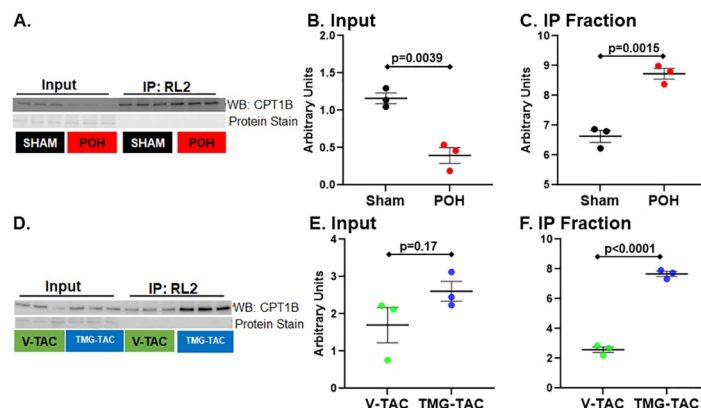 A.
Input IP: RL2
WB: CPT1B
Protein Stain
SHAM POH SHAM POH
B. Input
Arbitrary Units
2.0
1.5
1.0
0.5
0.0
p=0.0039
Sham POH
C. IP Fraction
Arbitrary Units
10
9
8
7
6
5
p=0.0015
Sham POH
D.
Input IP: RL2
WB: CPT1B
Protein Stain
V-TAC TMG-TAC V-TAC TMG-TAC
E. Input
Arbitrary Units
4
3
2
1
0
p=0.17
V-TAC TMG-TAC
F. IP Fraction
Arbitrary Units
10
8
6
4
2
0
p<0.0001
V-TAC TMG-TAC